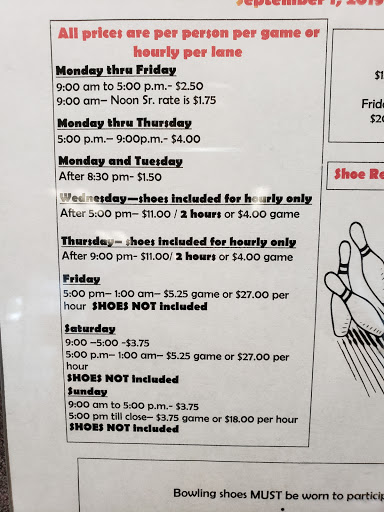 September 1, 2019
All prices are per person per game or
hourly per lane
Monday thru Friday
9:00 am to 5:00 p.m.- $2.50
9:00 am– Noon Sr. rate is $1.75
Monday thru Thursday
5:00 p.m.– 9:00p.m.- $4.00
Monday and Tuesday
After 8:30 pm- $1.50
Wednesday—shoes included for hourly only
After 5:00 pm– $11.00 / 2 hours or $4.00 game
Thursday– shoes included for hourly only
After 9:00 pm- $11.00/ 2 hours or $4.00 game
Friday
5:00 pm– 1:00 am– $5.25 game or $27.00 per
hour SHOES NOT included
Saturday
9:00 –5:00 -$3.75
5:00 p.m– 1:00 am– $5.25 game or $27.00 per
hour
SHOES NOT included
Sunday
9:00 am to 5:00 p.m.- $3.75
5:00 pm till close– $3.75 game or $18.00 per hour
SHOES NOT included
$1
Frid
$2
Shoe Re
Bowling shoes MUST be worn to particip